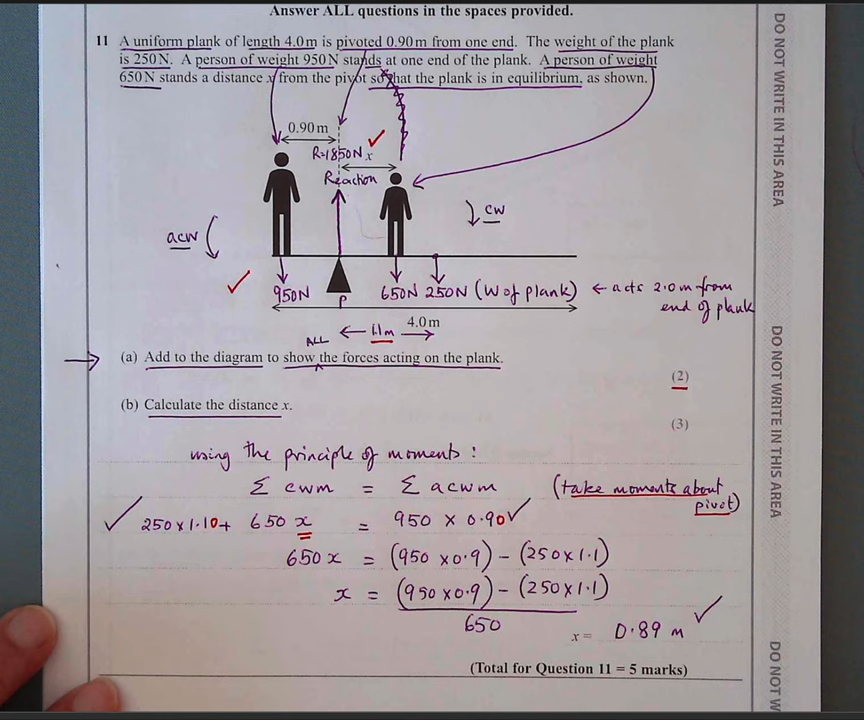 Answer ALL questions in the spaces provided.
11 A uniform plank of length 4.0 m is pivoted 0.90 m from one end. The weight of the plank
is 250 N. A person of weight 950 N stands at one end of the plank. A person of weight
650 N stands a distance x from the pivot so that the plank is in equilibrium, as shown.
0.90 m
R=1850N x
Reaction
acw
cw
950N
P
650N 250N (W of plank) ← acts 2.0m from
end of plank
4.0 m
← 1.1m →
ALL
(a) Add to the diagram to show the forces acting on the plank.
(2)
(b) Calculate the distance x.
(3)
using the principle of moments :
Σ cwm = Σ acwm (take moments about
pivot)
250 x 1.10 + 650 x = 950 x 0.90
650 x = (950 x 0.9) - (250 x 1.1)
x = (950 x 0.9) - (250 x 1.1)
650
x = 0.89 m
(Total for Question 11 = 5 marks)
DO NOT WRITE IN THIS AREA
DO NOT WRITE IN THIS AREA
DO NOT W